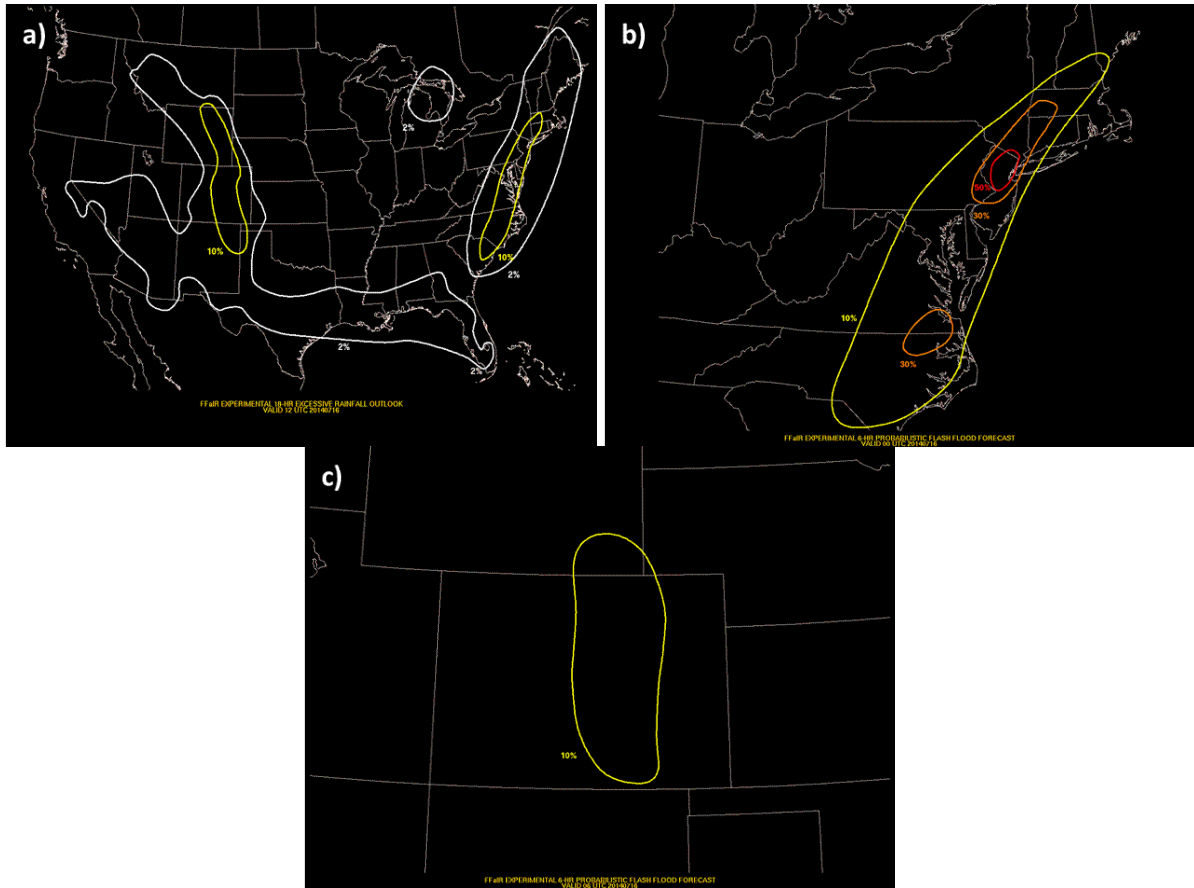 a)
2%
10%
10%
2%
2%
2%
FFaIR EXPERIMENTAL 18-HR EXCESSIVE RAINFALL OUTLOOK
VALID 12 UTC 20140716
b)
50%
30%
10%
30%
FFaIR EXPERIMENTAL 6-HR PROBABILISTIC FLASH FLOOD FORECAST
VALID 00 UTC 20140716
c)
10%
FFaIR EXPERIMENTAL 6-HR PROBABILISTIC FLASH FLOOD FORECAST
VALID 06 UTC 20140716